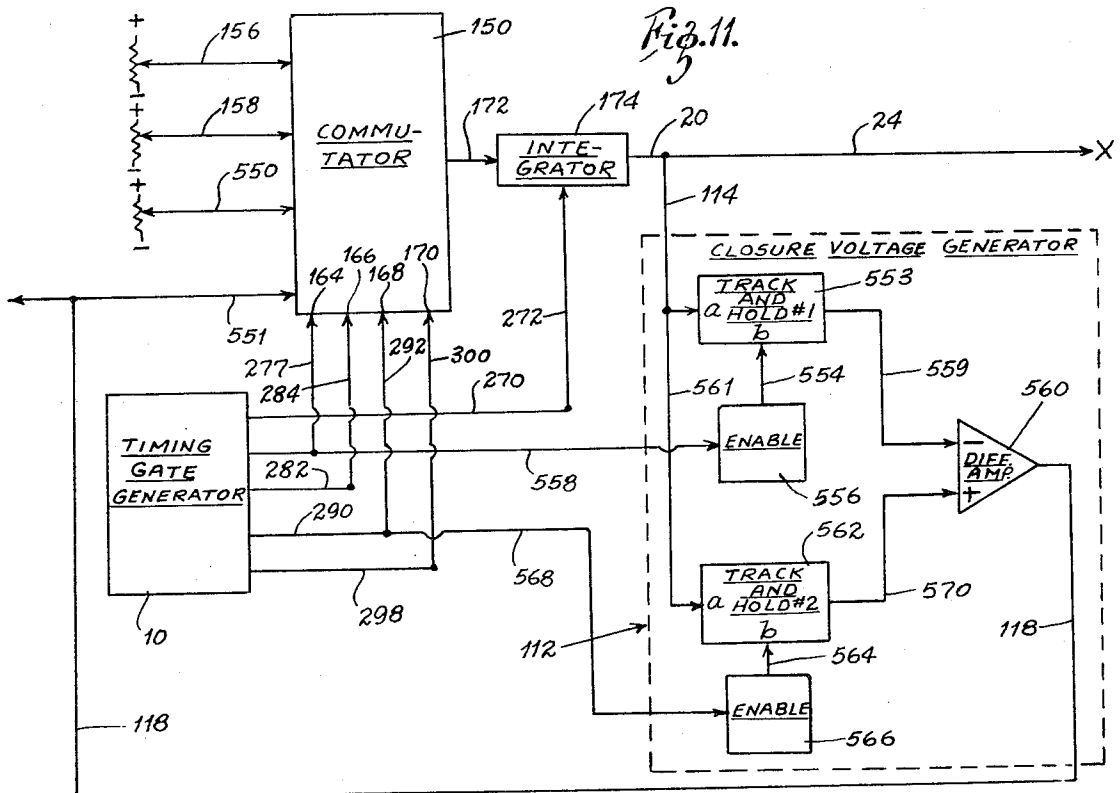 Fig. 11.
+
156
150
-
+
158
COMMU-
TATOR
172
174
INTE-
GRATOR
20
24
X
-
+
550
-
114
CLOSURE VOLTAGE GENERATOR
164
166
168
170
551
277
284
292
300
272
270
TRACK
AND
HOLD #1
a
b
553
554
559
561
560
ENABLE
556
-
DIFF.
AMP.
+
TIMING
GATE
GENERATOR
282
558
290
568
298
10
562
TRACK
AND
HOLD #2
a
b
570
112
564
118
ENABLE
566
118